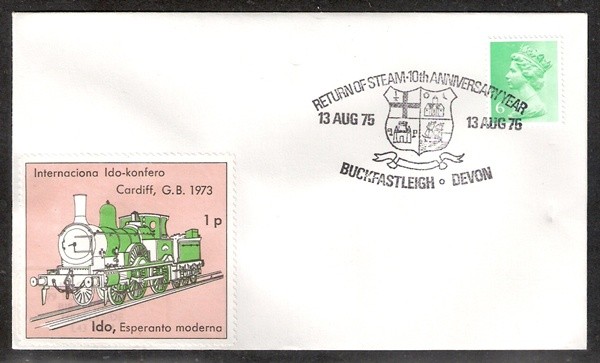 RETURN OF STEAM·10th ANNIVERSARY YEAR
13 AUG 75
13 AUG 75
BUCKFASTLEIGH • DEVON
Internaciona Ido-konfero
Cardiff, G.B. 1973
1 p
Ido, Esperanto moderna